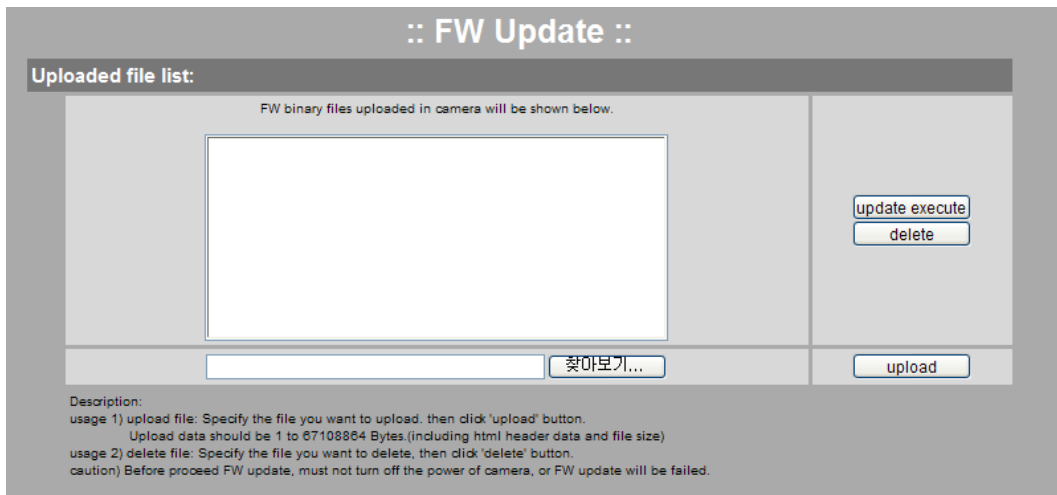 :: FW Update ::
Uploaded file list:
FW binary files uploaded in camera will be shown below.
update execute
delete
찾아보기...
upload
Description:
usage 1) upload file: Specify the file you want to upload. then click 'upload' button.
Upload data should be 1 to 67108864 Bytes.(including html header data and file size)
usage 2) delete file: Specify the file you want to delete, then click 'delete' button.
caution) Before proceed FW update, must not turn off the power of camera, or FW update will be failed.